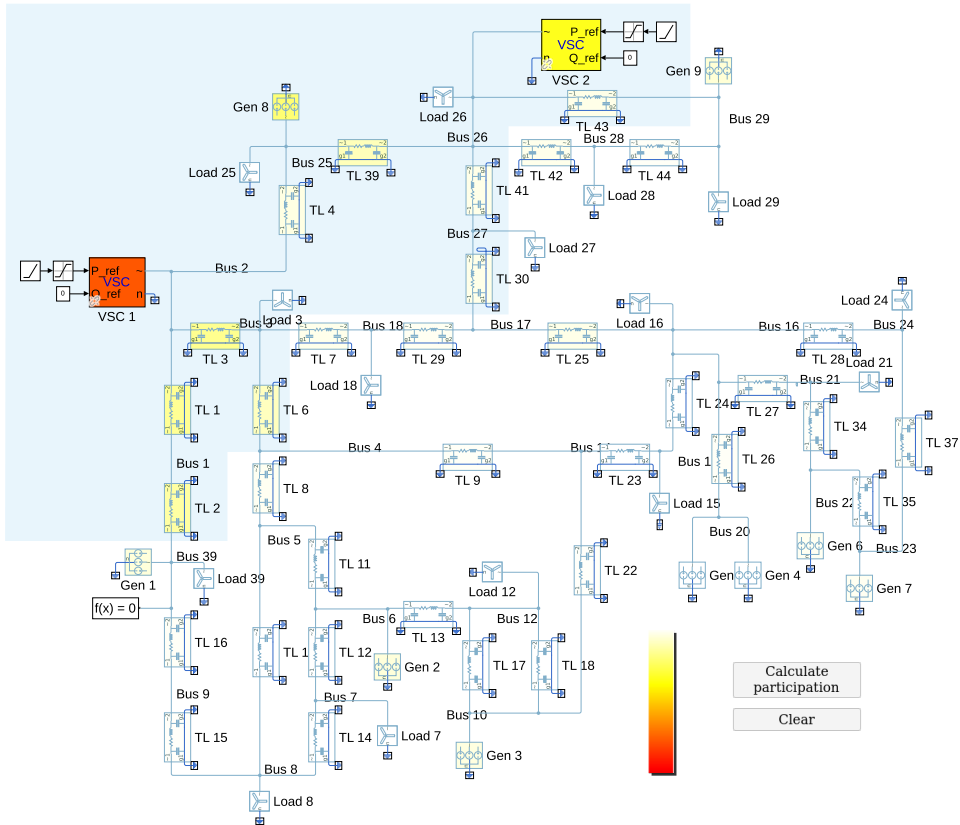 P_ref
VSC
Q_ref
~
n
0
VSC 2
Gen 9
Gen 8
Load 26
TL 43
Bus 29
Bus 26
Bus 28
Bus 25
TL 39
TL 42
TL 44
Load 25
TL 41
Load 28
Load 29
TL 4
Bus 27
Load 27
TL 30
Bus 2
P_ref
VSC
Q_ref
~
n
0
VSC 1
Load 3
Load 16
Load 24
Bus 18
Bus 17
Bus 16
Bus 24
TL 3
TL 7
TL 29
TL 25
TL 28
Load 21
Bus 21
Load 18
TL 27
TL 1
TL 6
TL 24
TL 34
TL 37
Bus 4
Bus 1
TL 9
TL 23
Bus 1
TL 26
TL 8
Load 15
TL 35
TL 2
Bus 22
Bus 20
Bus 5
Gen 6
Bus 23
Bus 39
TL 11
TL 22
Gen 1
Load 39
Gen
Gen 4
Gen 7
Load 12
f(x) = 0
Bus 6
Bus 12
TL 13
TL 16
TL 1
TL 12
Gen 2
TL 17
TL 18
Calculate
participation
Bus 9
Bus 7
Bus 10
Clear
TL 15
TL 14
Load 7
Gen 3
Bus 8
Load 8